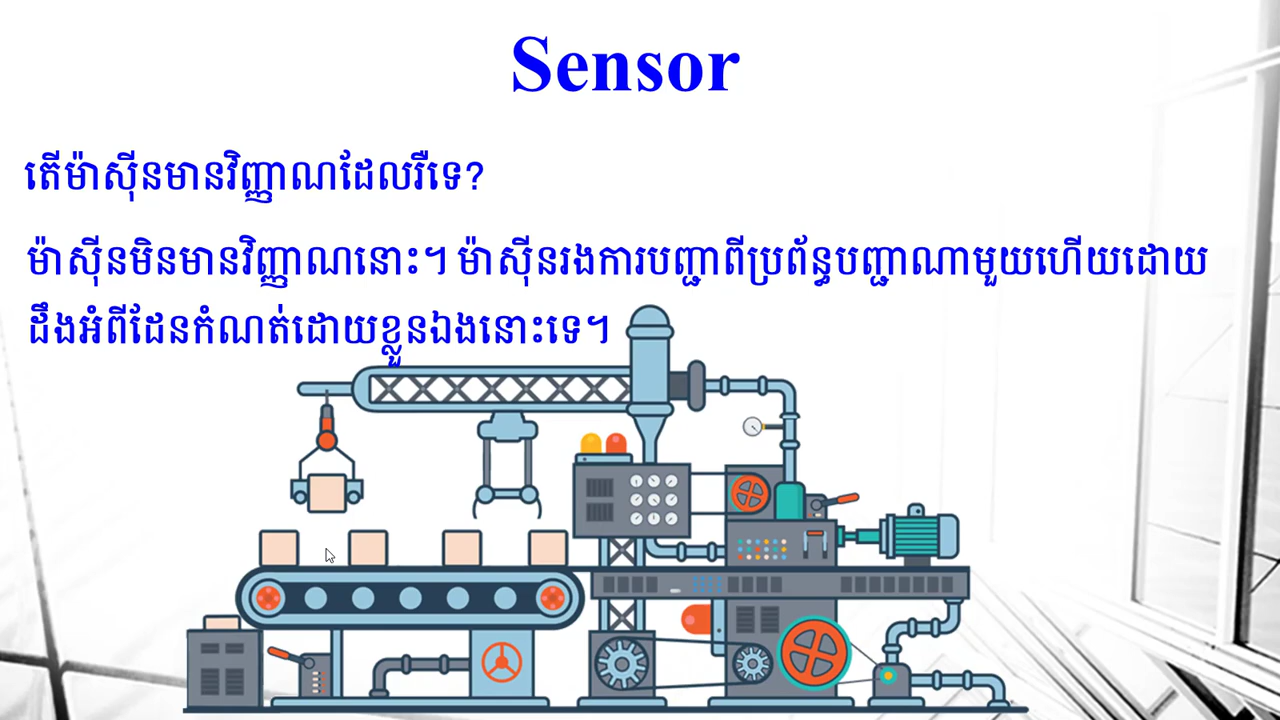 Sensor
តើម៉ាស៊ីនមានវិញ្ញាណដែលរឺទេ?
ម៉ាស៊ីនមិនមានវិញ្ញាណនោះ។ ម៉ាស៊ីនរងការបញ្ជាពីប្រព័ន្ធបញ្ជាណាមួយហើយដោយ
ដឹងអំពីដែនកំណត់ដោយខ្លួនឯងនោះទេ។